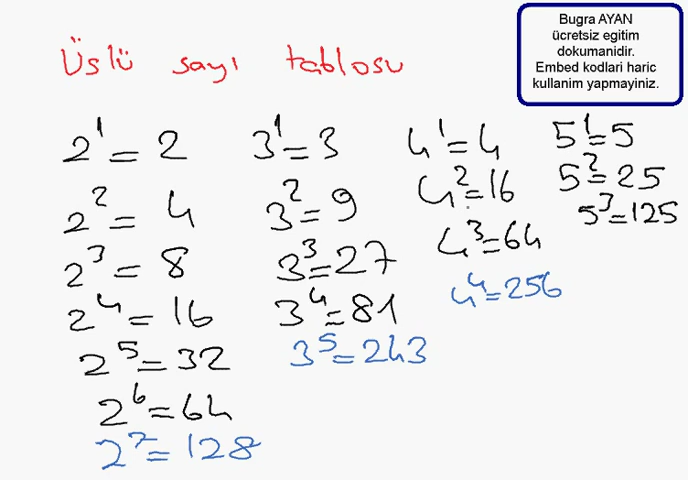 Bugra AYAN
ücretsiz egitim
dokumanidir.
Embed kodlari haric
kullanim yapmayiniz.
Üslü sayı tablosu
2¹ = 2
2² = 4
2³ = 8
2⁴ = 16
2⁵ = 32
2⁶ = 64
2⁷ = 128
3¹ = 3
3² = 9
3³ = 27
3⁴ = 81
3⁵ = 243
4¹ = 4
4² = 16
4³ = 64
4⁴ = 256
5¹ = 5
5² = 25
5³ = 125